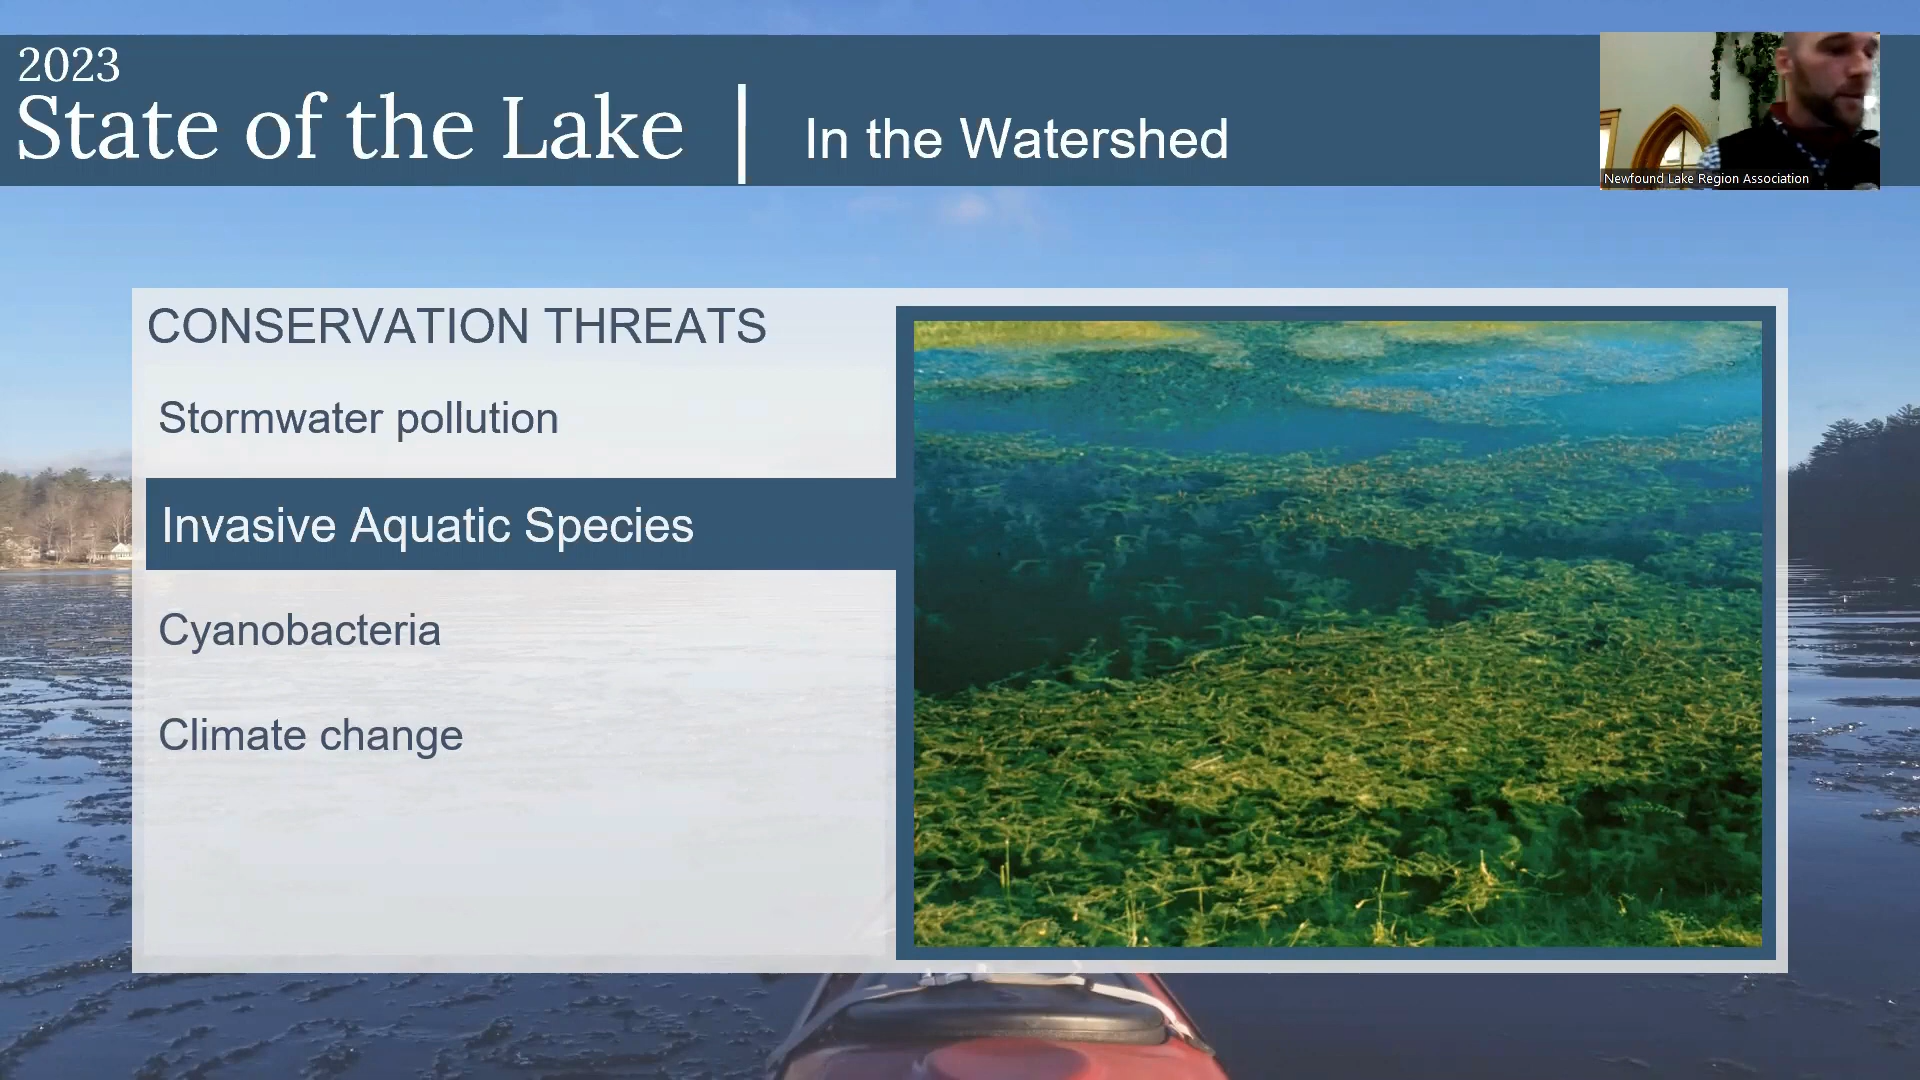 2023
State of the Lake
In the Watershed
Newfound Lake Region Association
CONSERVATION THREATS
Stormwater pollution
Invasive Aquatic Species
Cyanobacteria
Climate change